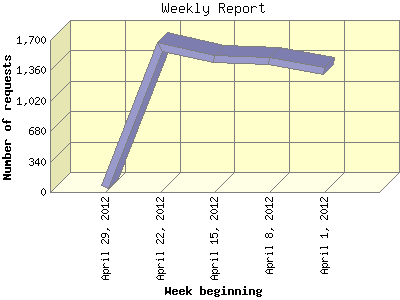 Weekly Report
Number of requests
1,700
1,360
1,020
680
340
0
April 29, 2012
April 22, 2012
April 15, 2012
April 8, 2012
April 1, 2012
Week beginning